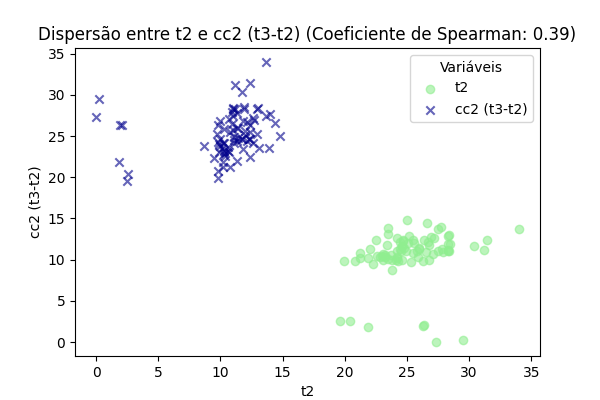 Dispersão entre t2 e cc2 (t3-t2) (Coeficiente de Spearman: 0.39)
Variáveis
t2
cc2 (t3-t2)
cc2 (t3-t2)
35
30
25
20
15
10
5
0
0 5 10 15 20 25 30 35
t2